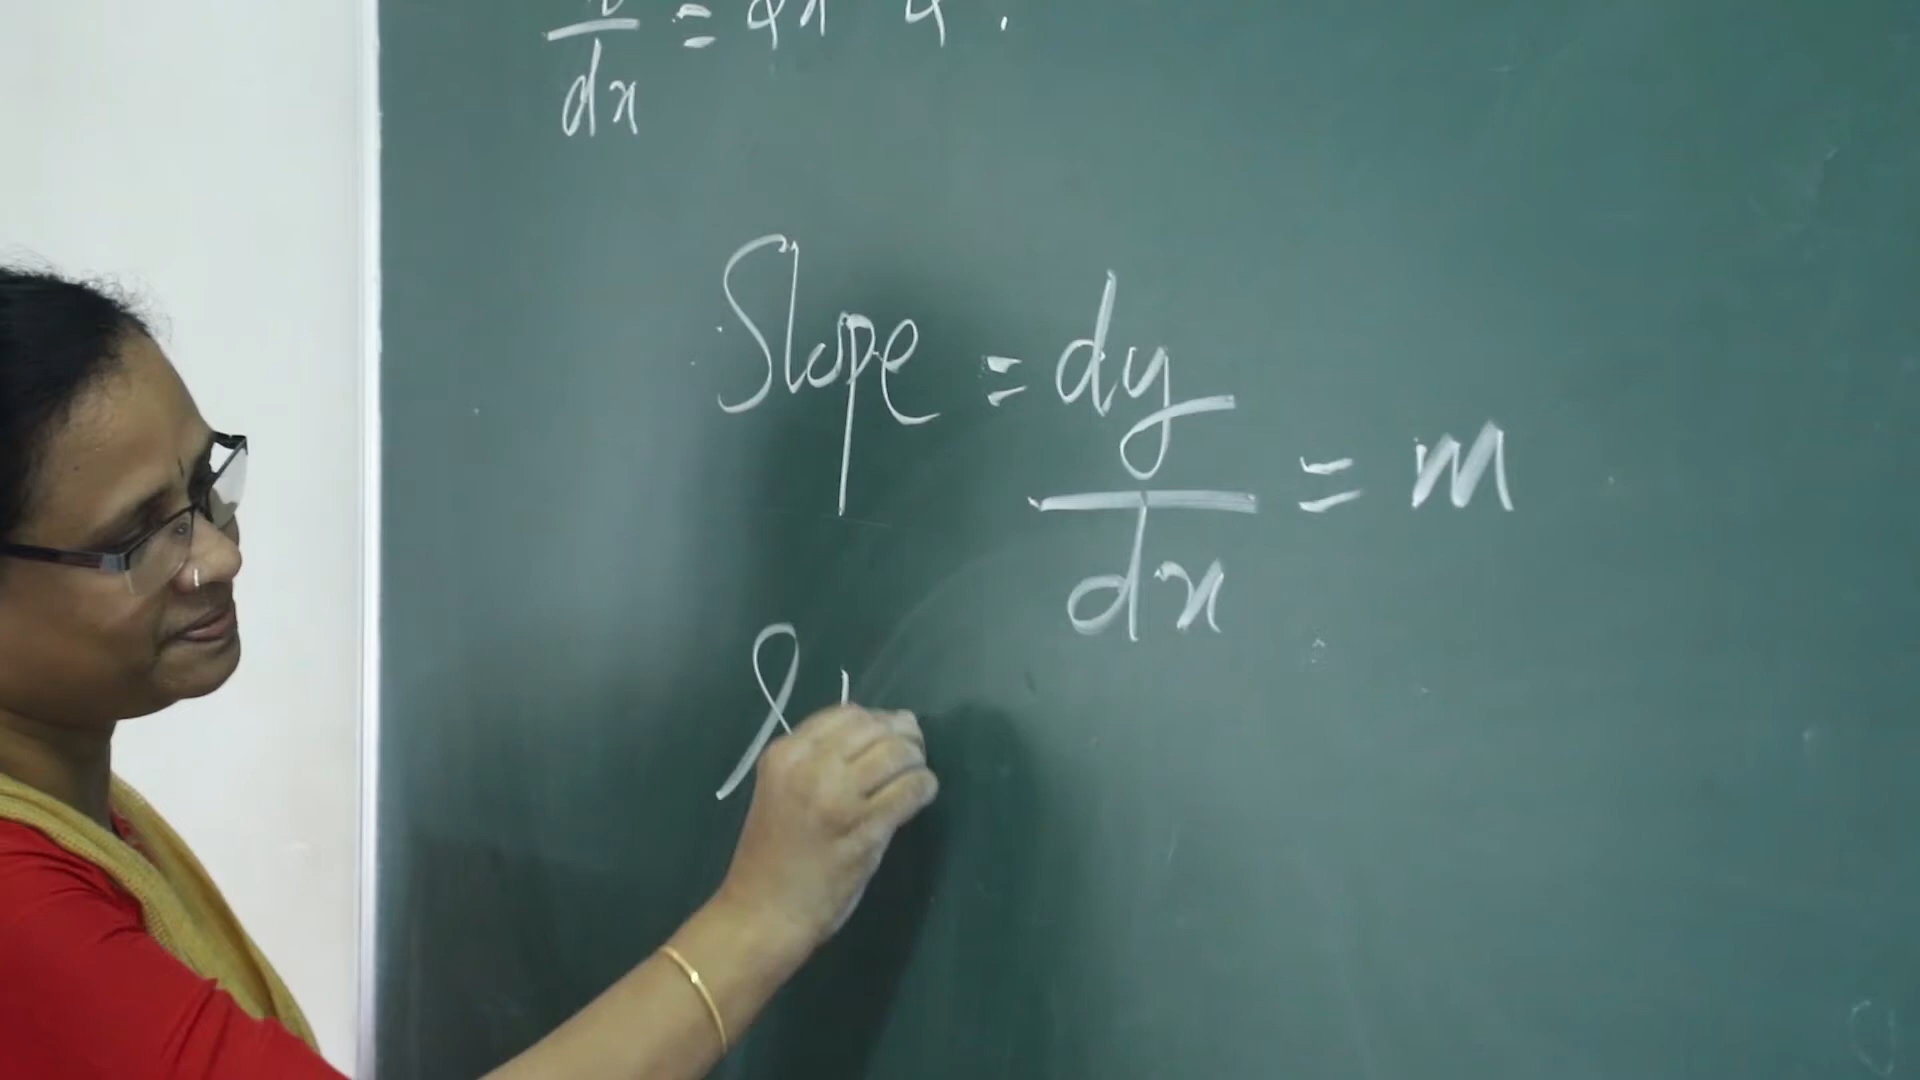 dx =
Slope = dy/dx = m